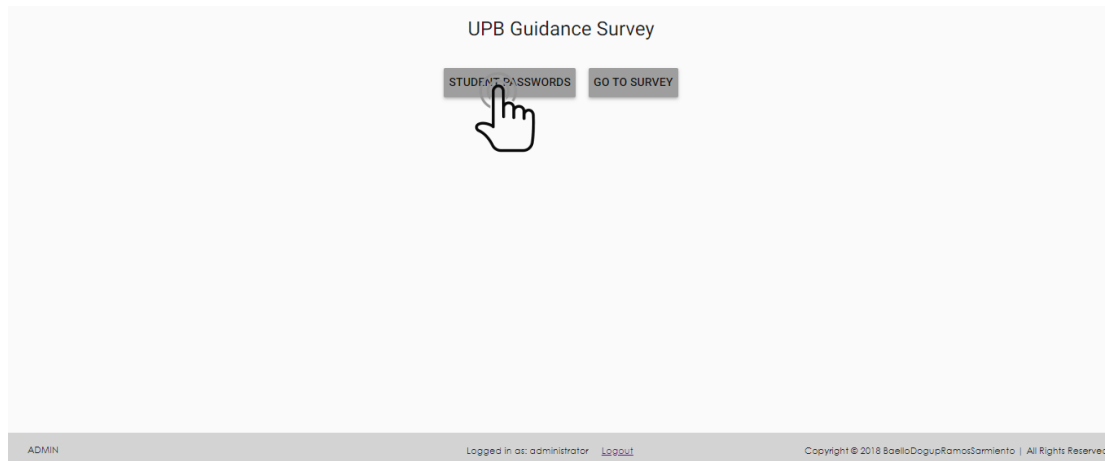 UPB Guidance Survey
STUDENT PASSWORDS GO TO SURVEY
ADMIN Logged in as: administrator Logout Copyright © 2018 BaelloDogupRamosSarmiento | All Rights Reserved